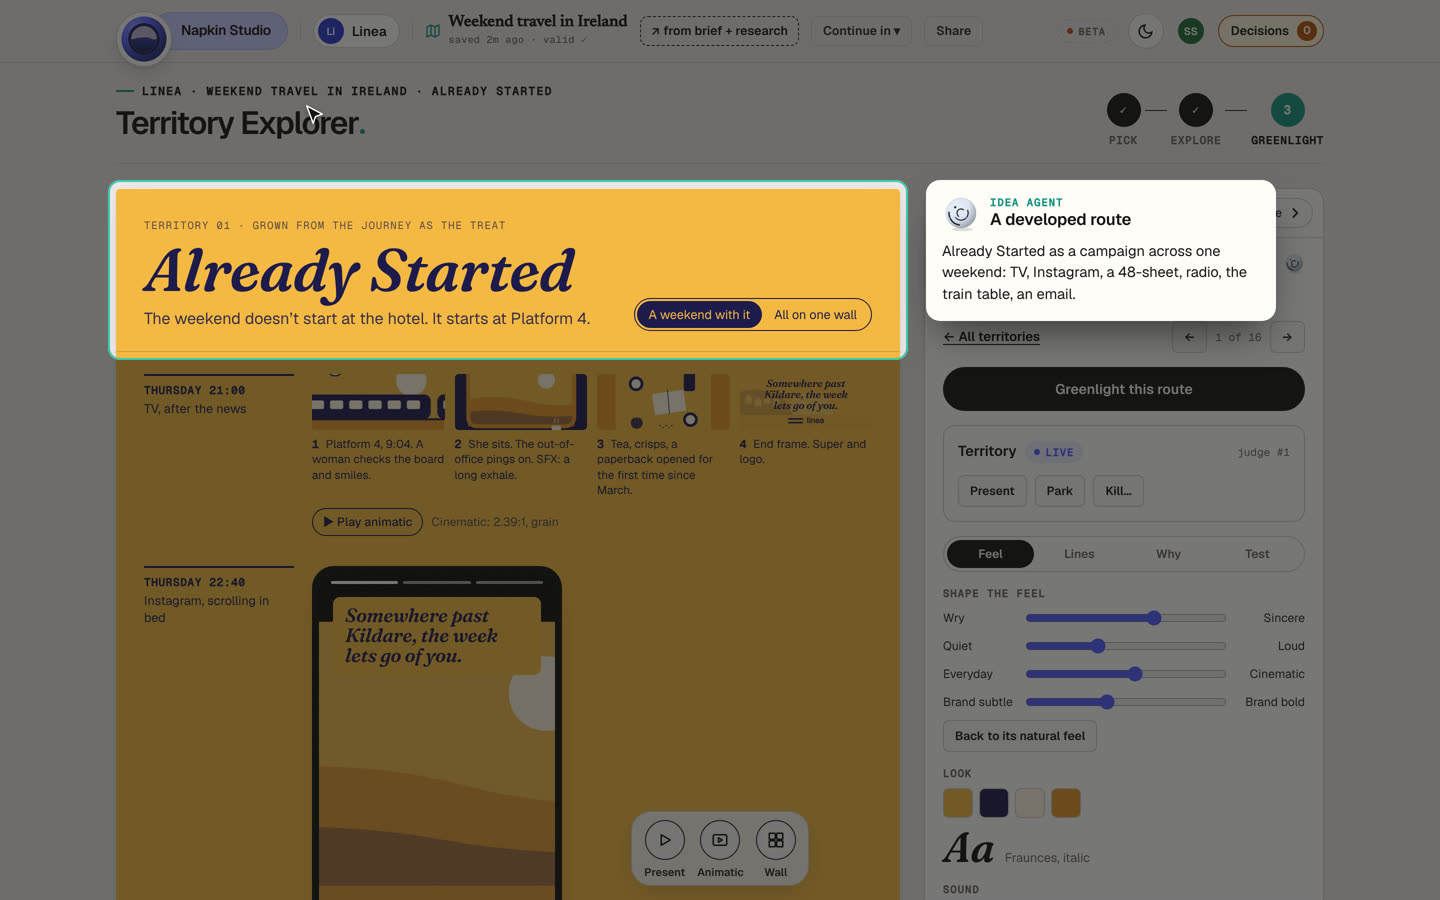 Napkin Studio
Li
Linea
Weekend travel in Ireland
saved 2m ago · valid ✓
↗ from brief + research
Continue in ▾
Share
BETA
SS
Decisions
0
LINEA · WEEKEND TRAVEL IN IRELAND · ALREADY STARTED
Territory Explorer.
✓
✓
3
PICK
EXPLORE
GREENLIGHT
TERRITORY 01 · GROWN FROM THE JOURNEY AS THE TREAT
Already Started
The weekend doesn't start at the hotel. It starts at Platform 4.
A weekend with it
All on one wall
IDEA AGENT
A developed route
Already Started as a campaign across one
weekend: TV, Instagram, a 48-sheet, radio, the
train table, an email.
← All territories
←
1 of 16
→
Greenlight this route
Territory
LIVE
judge #1
Present
Park
Kill…
Feel
Lines
Why
Test
SHAPE THE FEEL
Wry
Sincere
Quiet
Loud
Everyday
Cinematic
Brand subtle
Brand bold
Back to its natural feel
LOOK
Aa
Fraunces, italic
SOUND
THURSDAY 21:00
TV, after the news
Somewhere past
Kildare, the week
lets go of you.
linea
1 Platform 4, 9:04. A
woman checks the board
and smiles.
2 She sits. The out-of-
office pings on. SFX: a
long exhale.
3 Tea, crisps, a
paperback opened for
the first time since
March.
4 End frame. Super and
logo.
▶ Play animatic
Cinematic: 2.39:1, grain
THURSDAY 22:40
Instagram, scrolling in
bed
Somewhere past
Kildare, the week
lets go of you.
Present
Animatic
Wall